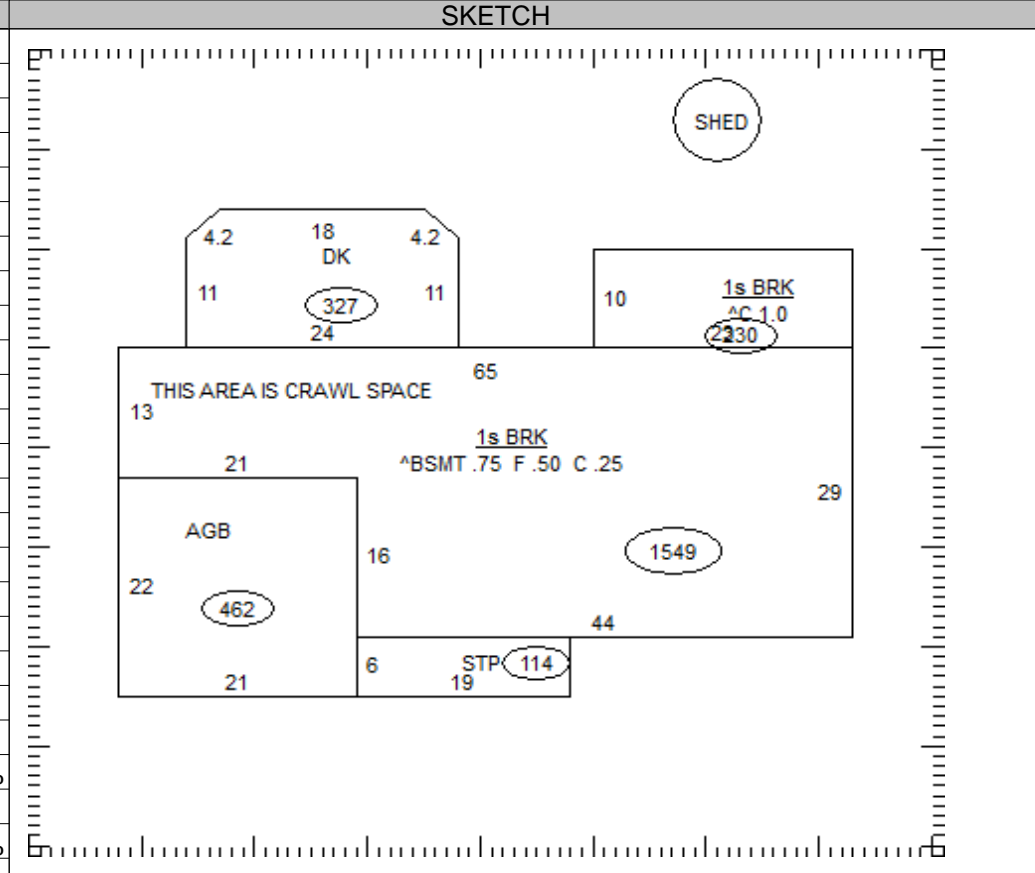 SKETCH
SHED
4.2 18 4.2
DK
11 327 11
24
1s BRK
10
^C 1.0
23 230
65
THIS AREA IS CRAWL SPACE
13
1s BRK
21 ^BSMT .75 F .50 C .25
29
AGB
16 1549
22
462
44
6 STP 114
21 19